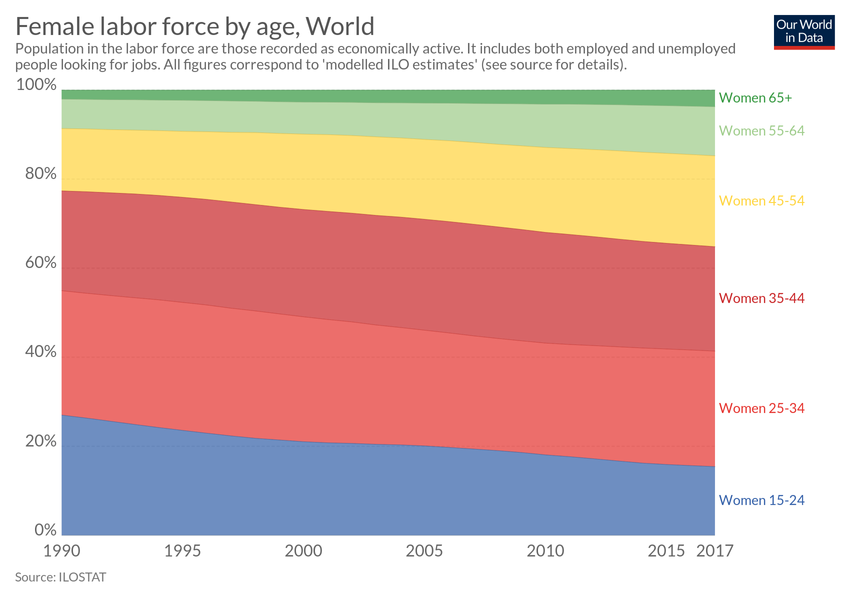 Female labor force by age, World
Our World
in Data
Population in the labor force are those recorded as economically active. It includes both employed and unemployed
people looking for jobs. All figures correspond to 'modelled ILO estimates' (see source for details).
100%
80%
60%
40%
20%
0%
Women 65+
Women 55-64
Women 45-54
Women 35-44
Women 25-34
Women 15-24
1990 1995 2000 2005 2010 2015 2017
Source: ILOSTAT